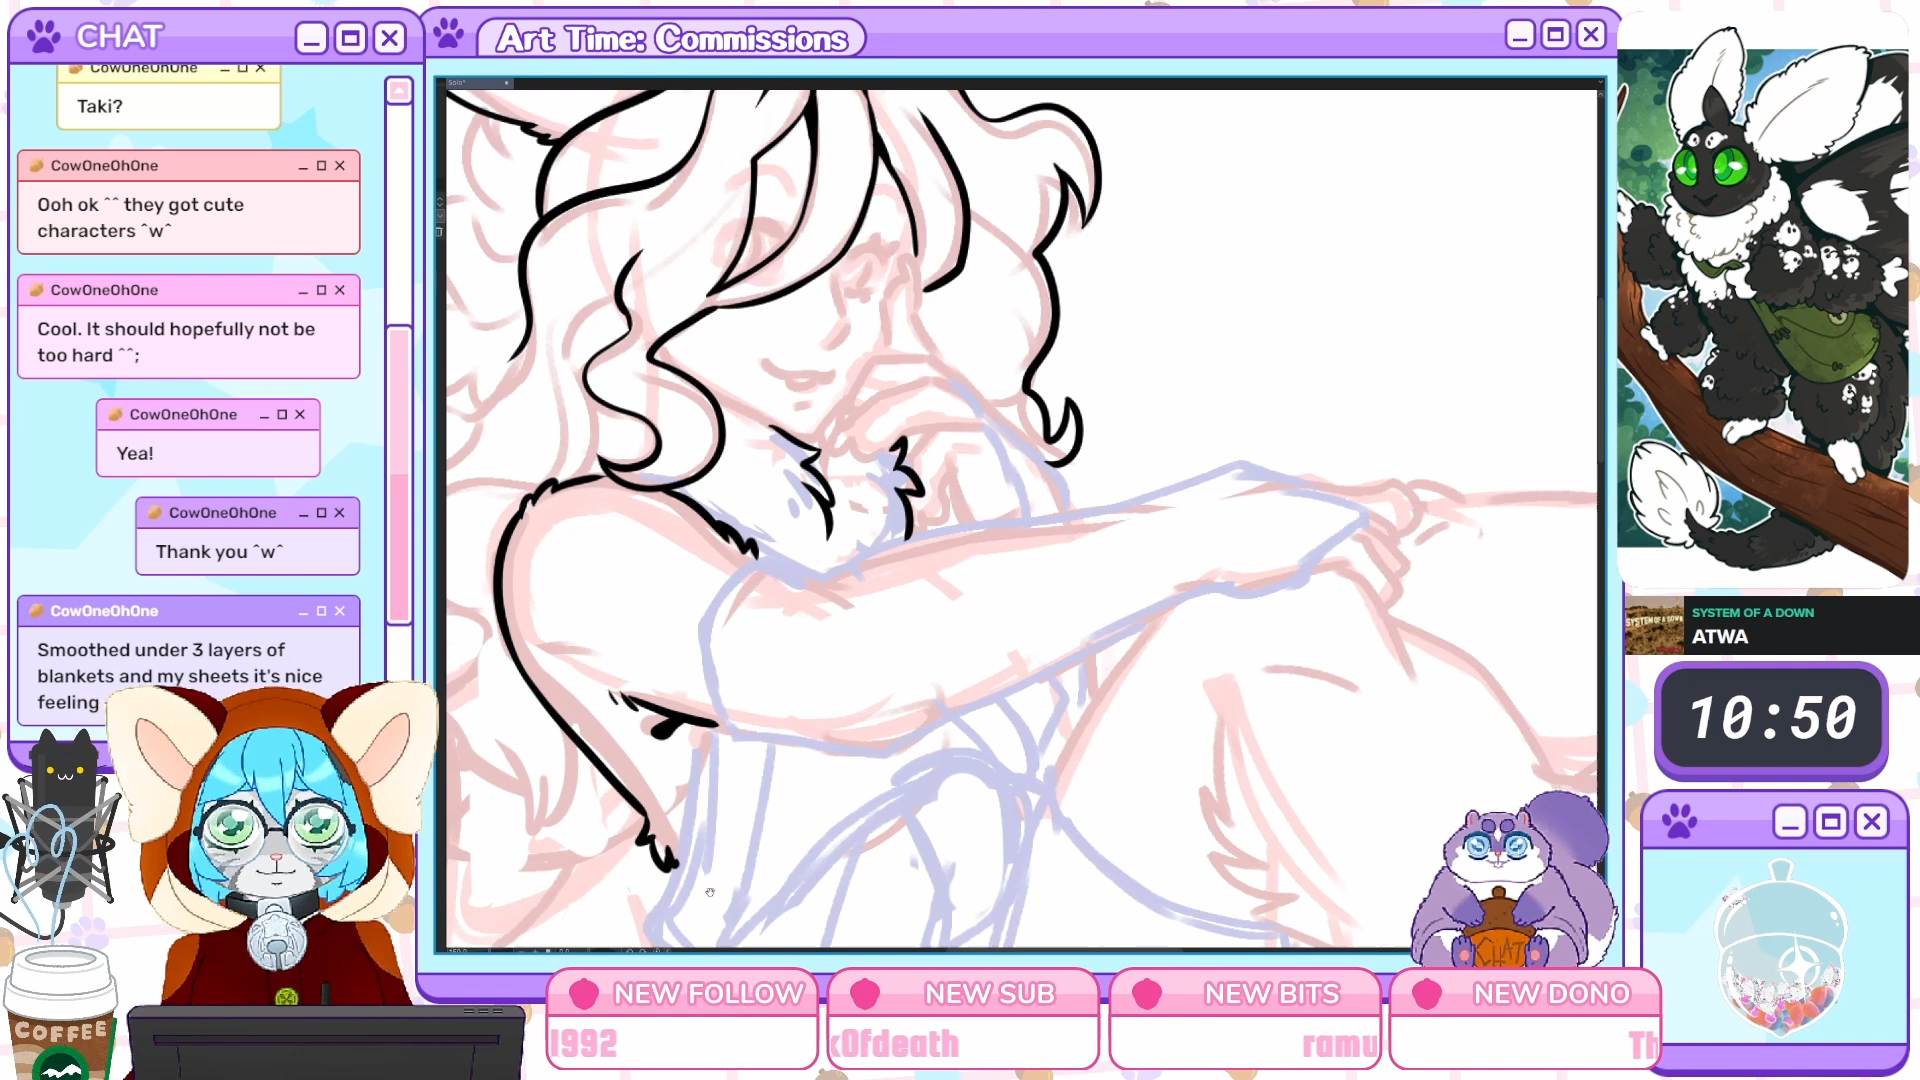 CHAT
Art Time: Commissions
CowOneOhOne
Taki?
CowOneOhOne
Ooh ok ^^ they got cute
characters ^w^
CowOneOhOne
Cool. It should hopefully not be
too hard ^^;
CowOneOhOne
Yea!
CowOneOhOne
Thank you ^w^
CowOneOhOne
Smoothed under 3 layers of
blankets and my sheets it's nice
feeling
SYSTEM OF A DOWN
ATWA
10:50
CHAT
COFFEE
NEW FOLLOW
1992
NEW SUB
k0fdeath
NEW BITS
ramu
NEW DONO
Th